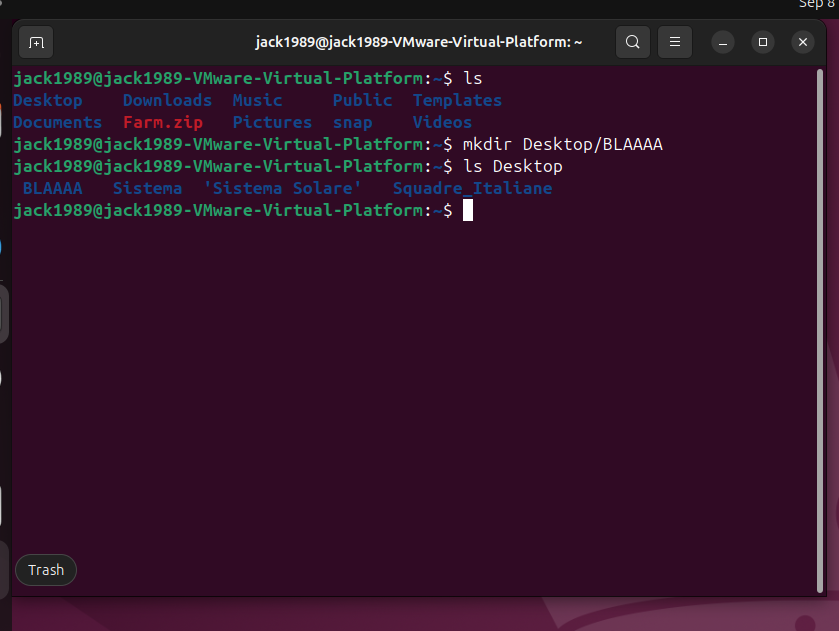 Sep 8
jack1989@jack1989-VMware-Virtual-Platform: ~
jack1989@jack1989-VMware-Virtual-Platform:~$ ls
Desktop    Downloads  Music     Public  Templates
Documents  Farm.zip   Pictures  snap    Videos
jack1989@jack1989-VMware-Virtual-Platform:~$ mkdir Desktop/BLAAAA
jack1989@jack1989-VMware-Virtual-Platform:~$ ls Desktop
BLAAAA   Sistema  'Sistema Solare'   Squadre_Italiane
jack1989@jack1989-VMware-Virtual-Platform:~$
Trash